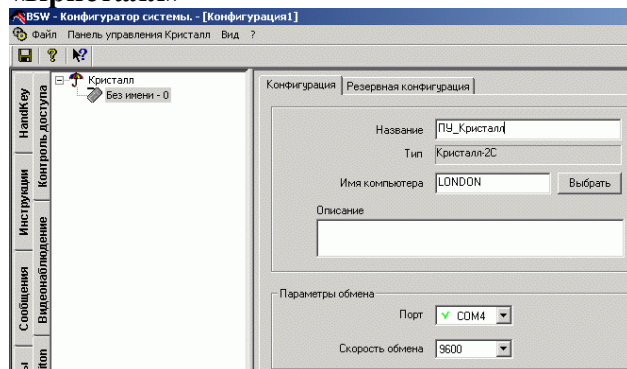 «Кристалл»
BSW - Конфигуратор системы. - [Конфигурация1]
Файл Панель управления Кристалл Вид ?
HandKey
Контроль доступа
Инструкции
Видеонаблюдение
Сообщения
Кристалл
Без имени - 0
Конфигурация Резервная конфигурация
Название ПУ_Кристалл
Тип Кристалл-2С
Имя компьютера LONDON Выбрать
Описание
Параметры обмена
Порт COM4
Скорость обмена 9600